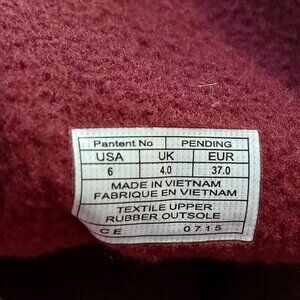 Pantent No PENDING
USA UK EUR
6 4.0 37.0
MADE IN VIETNAM
FABRIQUE EN VIETNAM
TEXTILE UPPER
RUBBER OUTSOLE
CE 0715